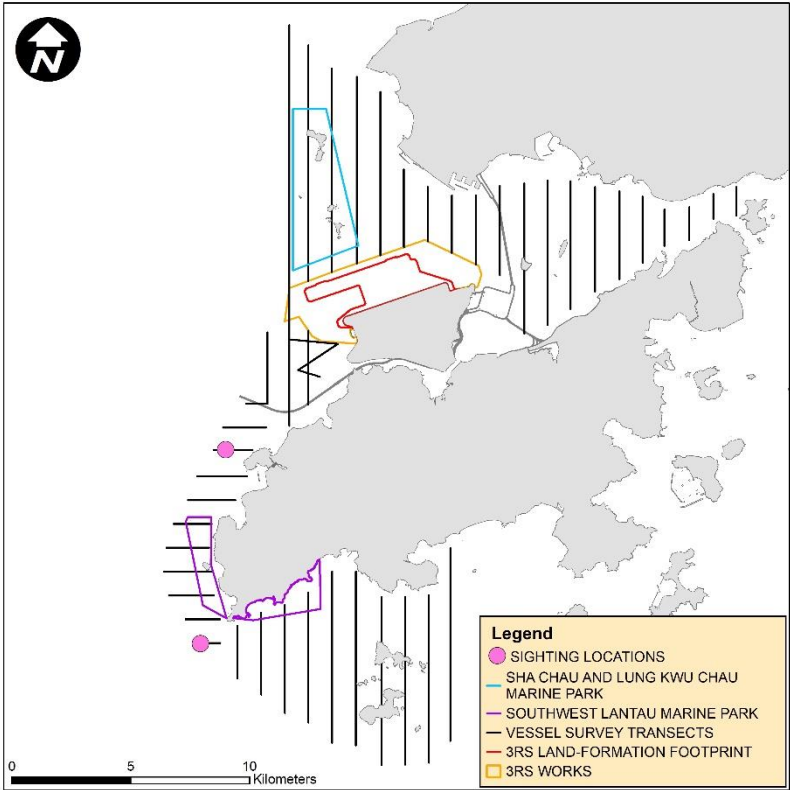 N
Legend
SIGHTING LOCATIONS
SHA CHAU AND LUNG KWU CHAU
MARINE PARK
SOUTHWEST LANTAU MARINE PARK
VESSEL SURVEY TRANSECTS
3RS LAND-FORMATION FOOTPRINT
3RS WORKS
0 5 10
Kilometers